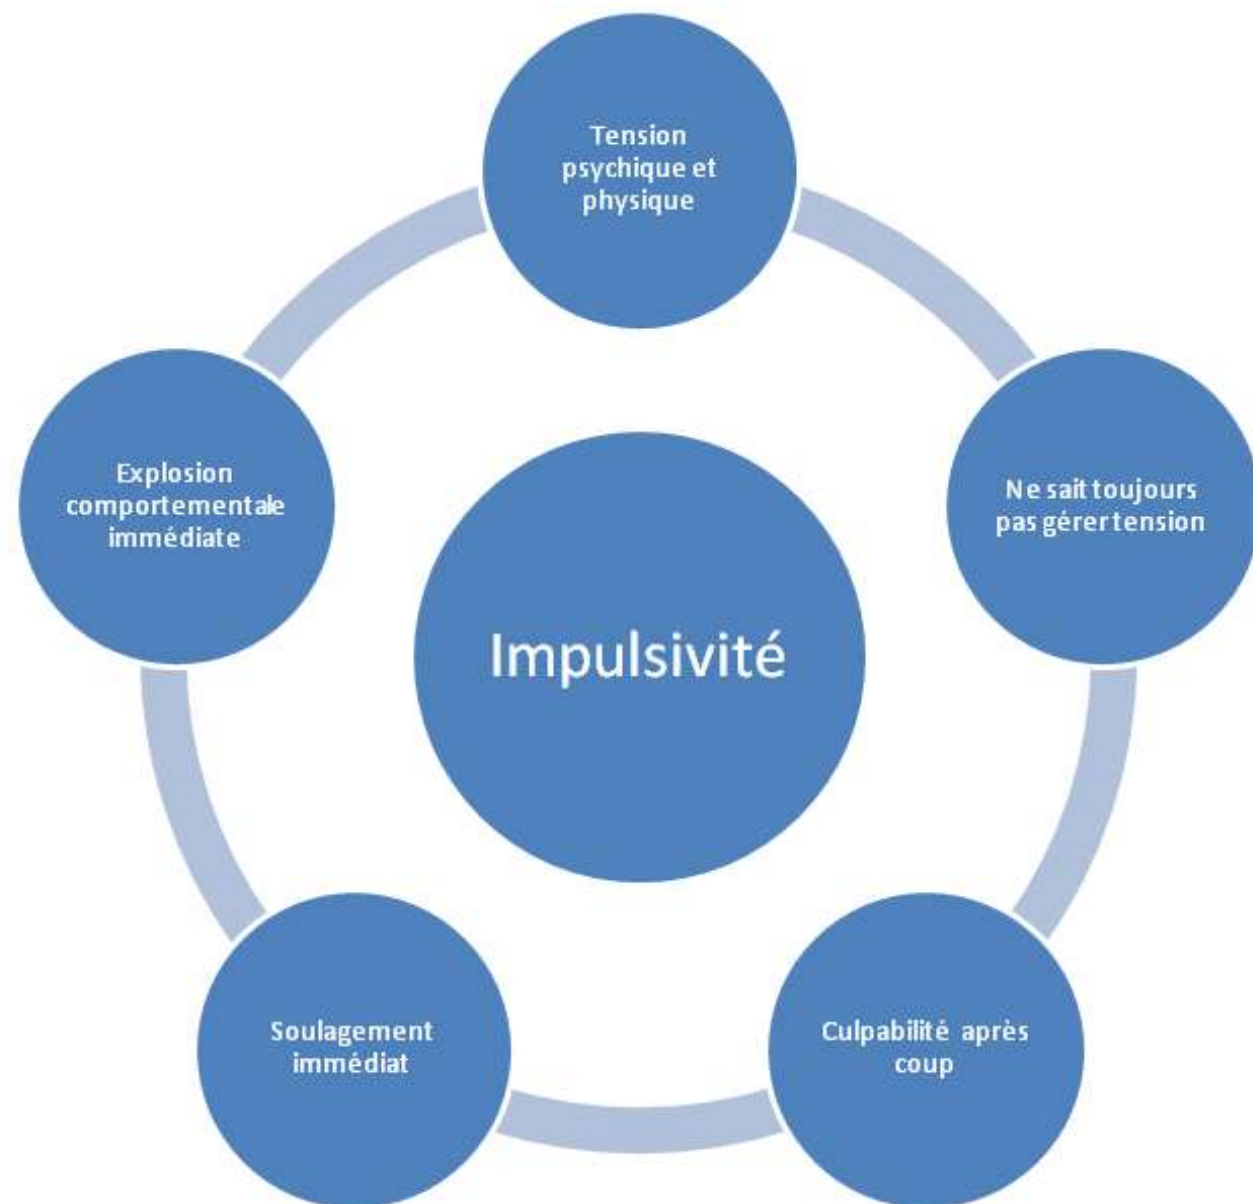 Tension
psychique et
physique
Explosion
comportementale
immédiate
Ne sait toujours
pas gérer tension
Impulsivité
Soulagement
immédiat
Culpabilité après
coup